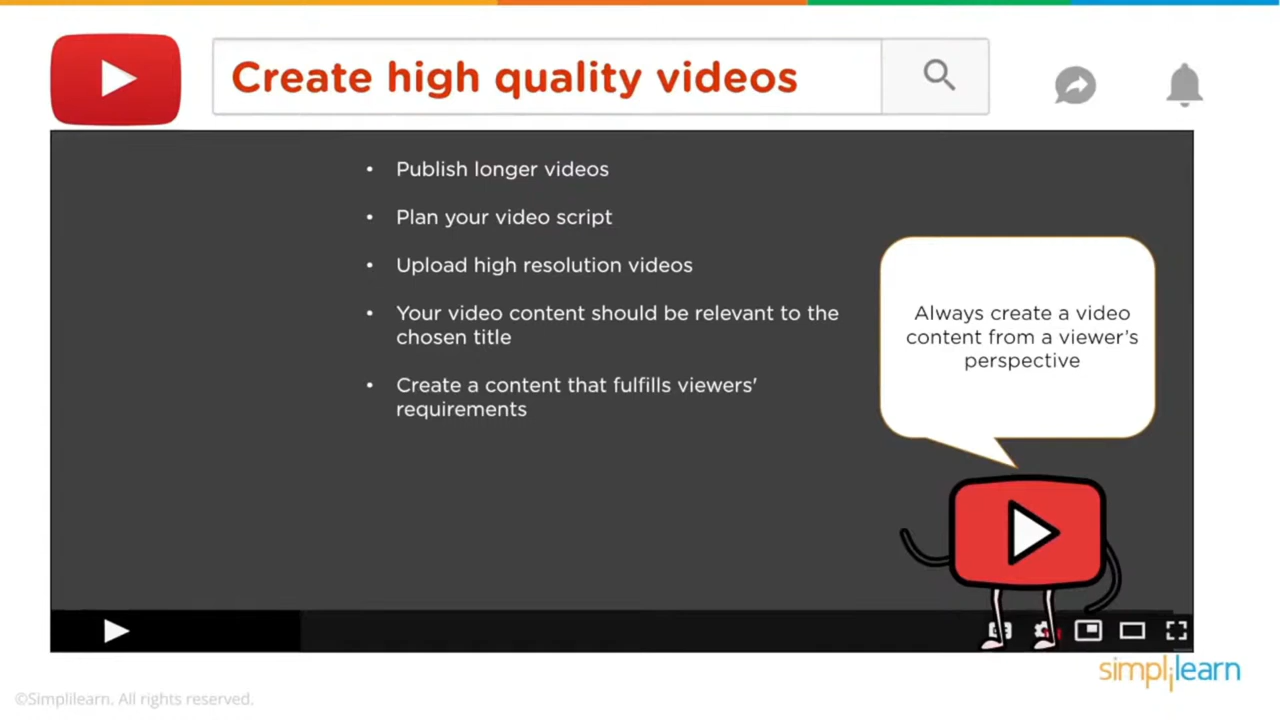 Create high quality videos
• Publish longer videos
• Plan your video script
• Upload high resolution videos
• Your video content should be relevant to the
chosen title
• Create a content that fulfills viewers'
requirements
Always create a video
content from a viewer's
perspective
simplilearn
©Simplilearn. All rights reserved.